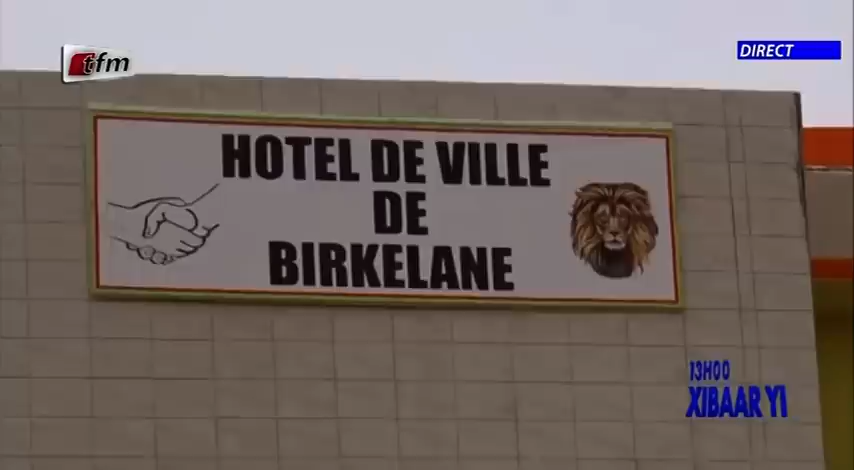 tfm
DIRECT
HOTEL DE VILLE
DE
BIRKELANE
13H00
XIBAAR YI